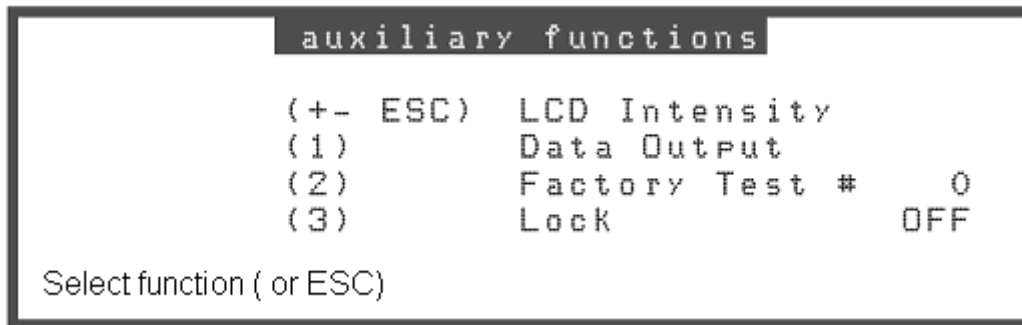 auxiliary functions
(+- ESC) LCD Intensity
(1) Data Output
(2) Factory Test # 0
(3) Lock OFF
Select function ( or ESC)